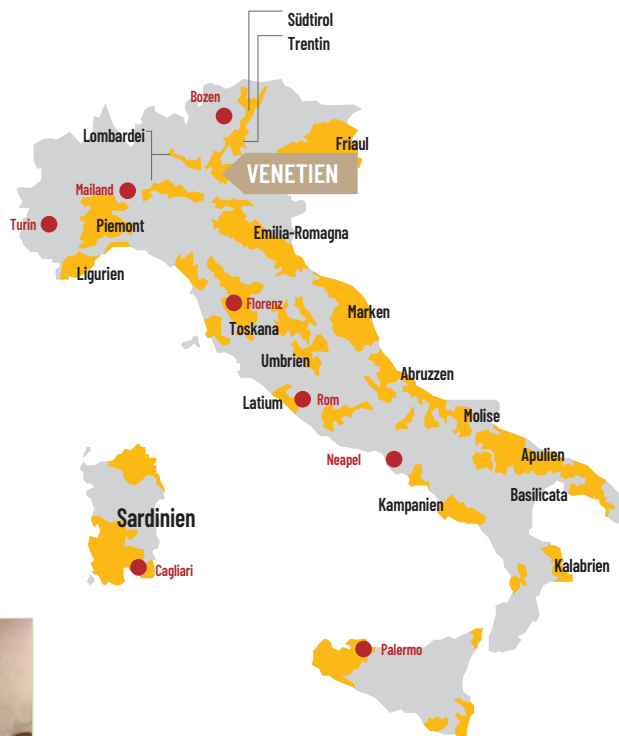 Südtirol
Trentin
Bozen
Lombardei
Friaul
VENETIEN
Mailand
Turin
Piemont
Emilia-Romagna
Ligurien
Florenz
Marken
Toskana
Umbrien
Abruzzen
Latium
Rom
Molise
Neapel
Apulien
Basilicata
Kampanien
Sardinien
Kalabrien
Cagliari
Palermo